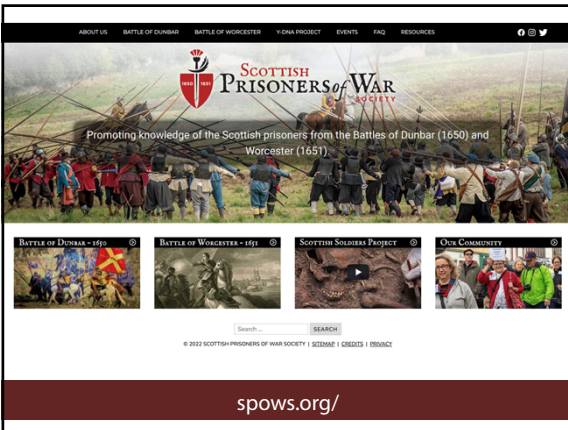 ABOUT US BATTLE OF DUNBAR BATTLE OF WORCESTER Y-DNA PROJECT EVENTS FAQ RESOURCES
1650 1651
SCOTTISH
PRISONERS of WAR
SOCIETY
Promoting knowledge of the Scottish prisoners from the Battles of Dunbar (1650) and
Worcester (1651)
BATTLE OF DUNBAR - 1650
BATTLE OF WORCESTER - 1651
SCOTTISH SOLDIERS PROJECT
OUR COMMUNITY
Search ... SEARCH
© 2022 SCOTTISH PRISONERS OF WAR SOCIETY | SITEMAP | CREDITS | PRIVACY
spows.org/